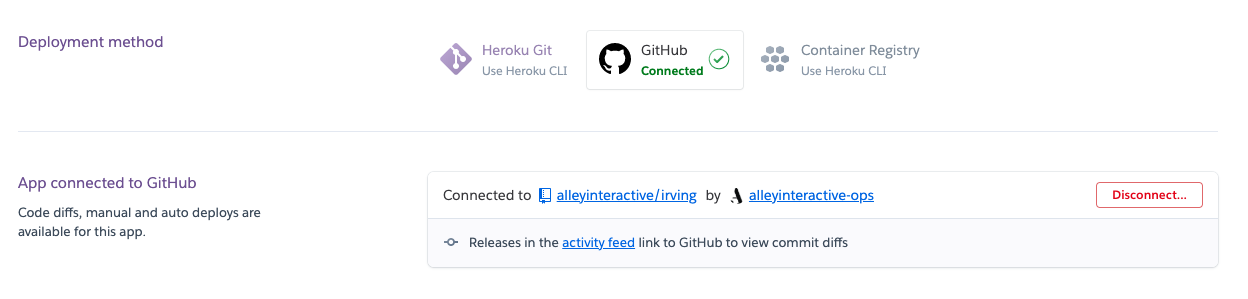 Deployment method
Heroku Git
Use Heroku CLI
GitHub
Connected
Container Registry
Use Heroku CLI
App connected to GitHub
Code diffs, manual and auto deploys are
available for this app.
Connected to alleyinteractive/irving by alleyinteractive-ops
Disconnect...
Releases in the activity feed link to GitHub to view commit diffs